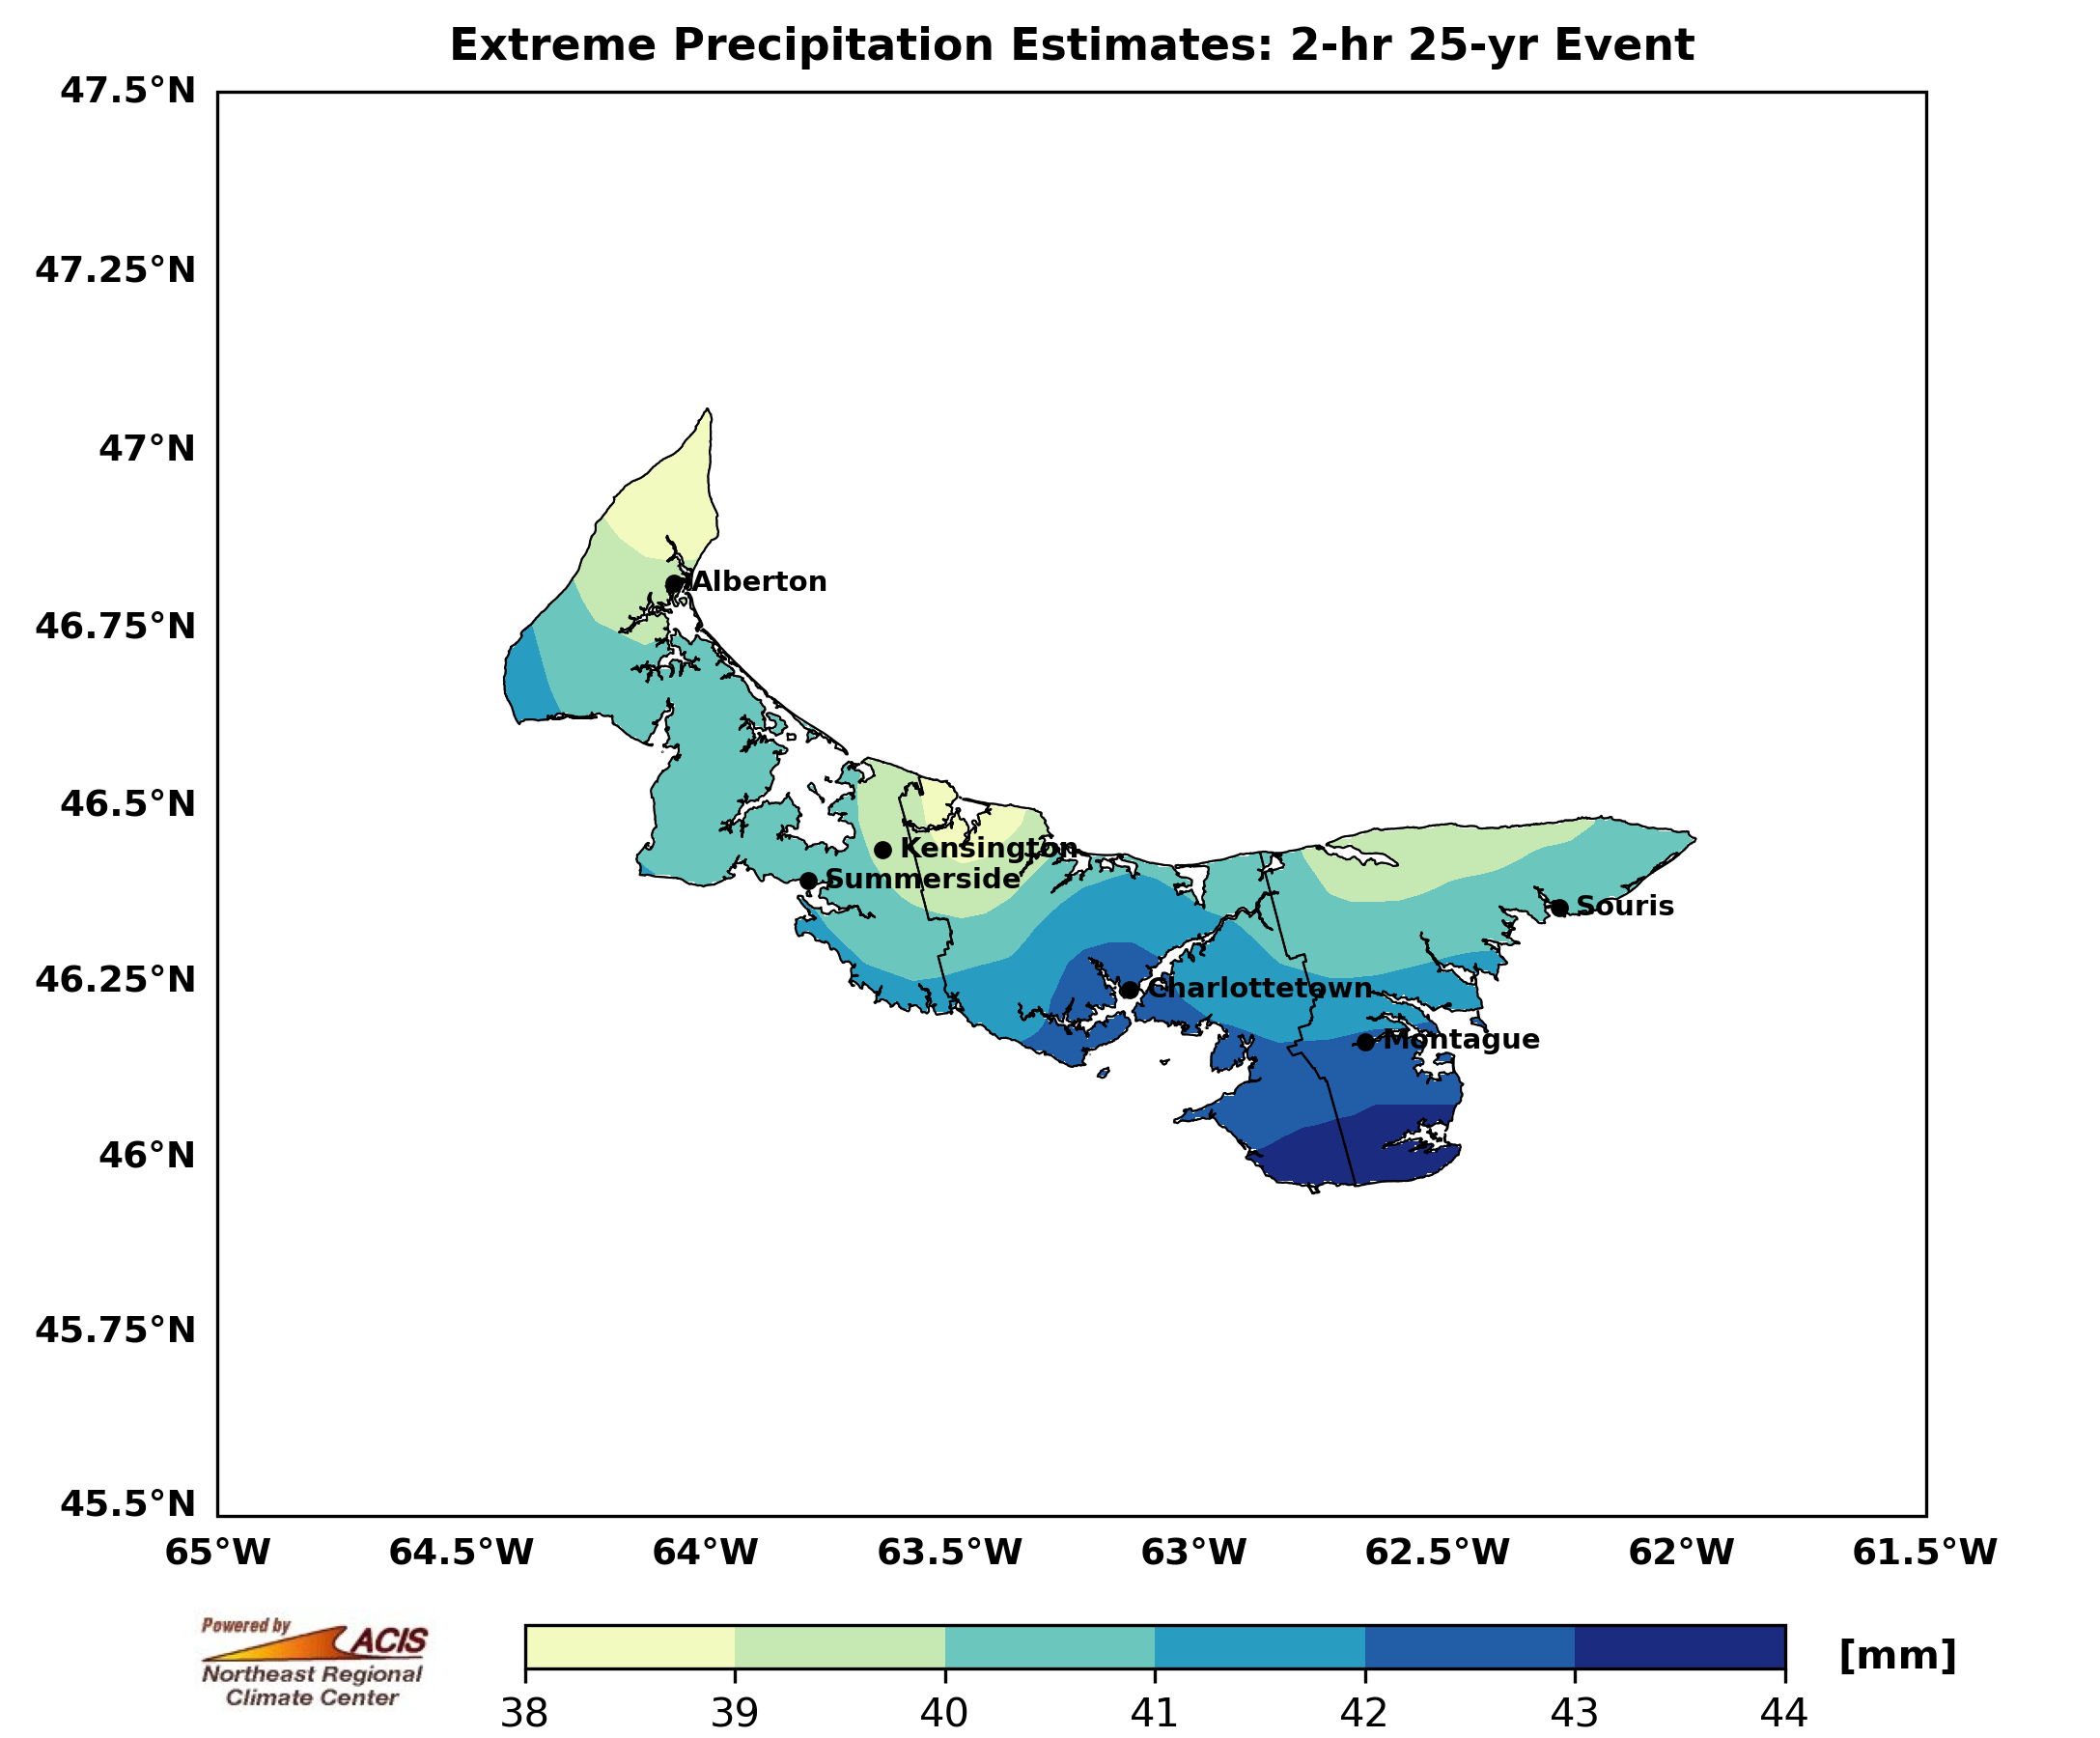 Extreme Precipitation Estimates: 2-hr 25-yr Event
47.5°N
47.25°N
47°N
46.75°N
46.5°N
46.25°N
46°N
45.75°N
45.5°N
Alberton
Kensington
Summerside
Souris
Charlottetown
Montague
65°W 64.5°W 64°W 63.5°W 63°W 62.5°W 62°W 61.5°W
Powered by
ACIS
Northeast Regional
Climate Center
[mm]
38 39 40 41 42 43 44